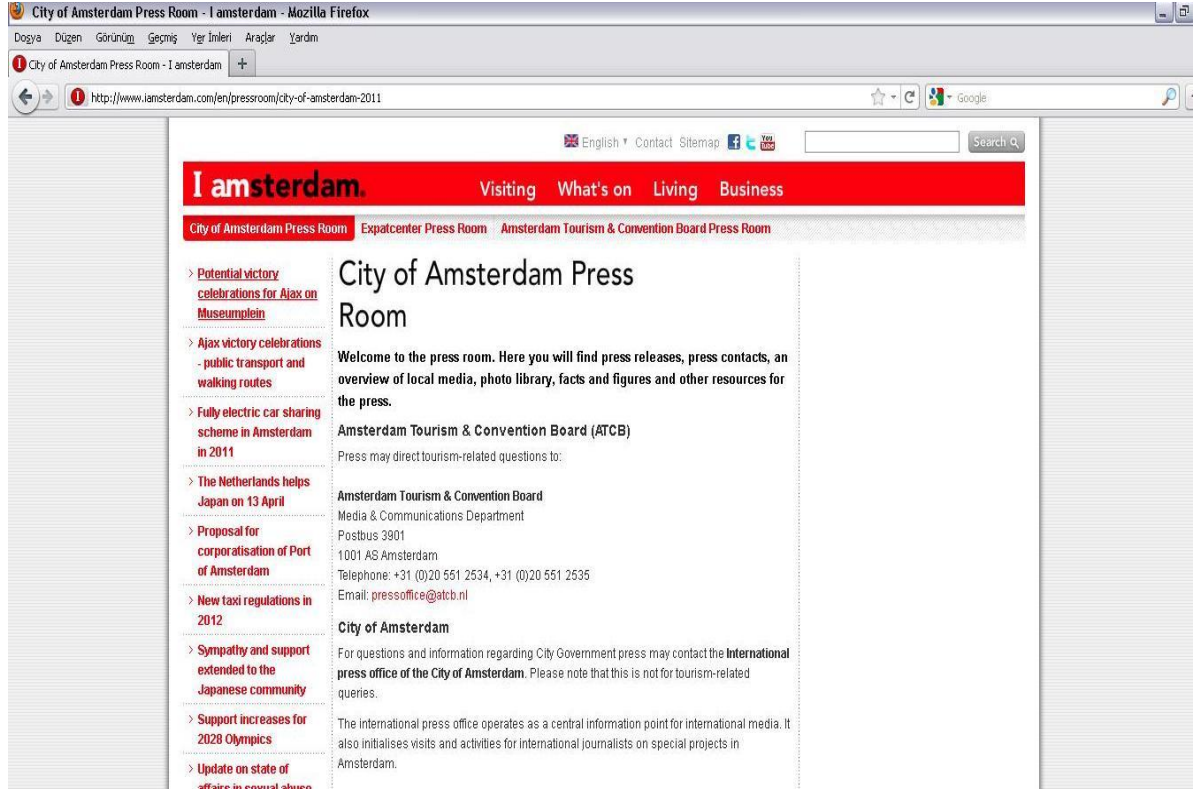 City of Amsterdam Press Room - I amsterdam - Mozilla Firefox
Dosya Düzen Görünüm Geçmiş Yer İmleri Araçlar Yardım
City of Amsterdam Press Room - I amsterdam
http://www.iamsterdam.com/en/pressroom/city-of-amsterdam-2011
Google
English Contact Sitemap
You Tube
Search
I amsterdam.
Visiting What's on Living Business
City of Amsterdam Press Room Expatcenter Press Room Amsterdam Tourism & Convention Board Press Room
Potential victory
celebrations for Ajax on
Museumplein
Ajax victory celebrations
- public transport and
walking routes
Fully electric car sharing
scheme in Amsterdam
in 2011
The Netherlands helps
Japan on 13 April
Proposal for
corporatisation of Port
of Amsterdam
New taxi regulations in
2012
Sympathy and support
extended to the
Japanese community
Support increases for
2028 Olympics
Update on state of
affairs in sexual abuse
City of Amsterdam Press
Room
Welcome to the press room. Here you will find press releases, press contacts, an
overview of local media, photo library, facts and figures and other resources for
the press.
Amsterdam Tourism & Convention Board (ATCB)
Press may direct tourism-related questions to:
Amsterdam Tourism & Convention Board
Media & Communications Department
Postbus 3901
1001 AS Amsterdam
Telephone: +31 (0)20 551 2534, +31 (0)20 551 2535
Email: pressoffice@atcb.nl
City of Amsterdam
For questions and information regarding City Government press may contact the International
press office of the City of Amsterdam. Please note that this is not for tourism-related
queries.
The international press office operates as a central information point for international media. It
also initialises visits and activities for international journalists on special projects in
Amsterdam.